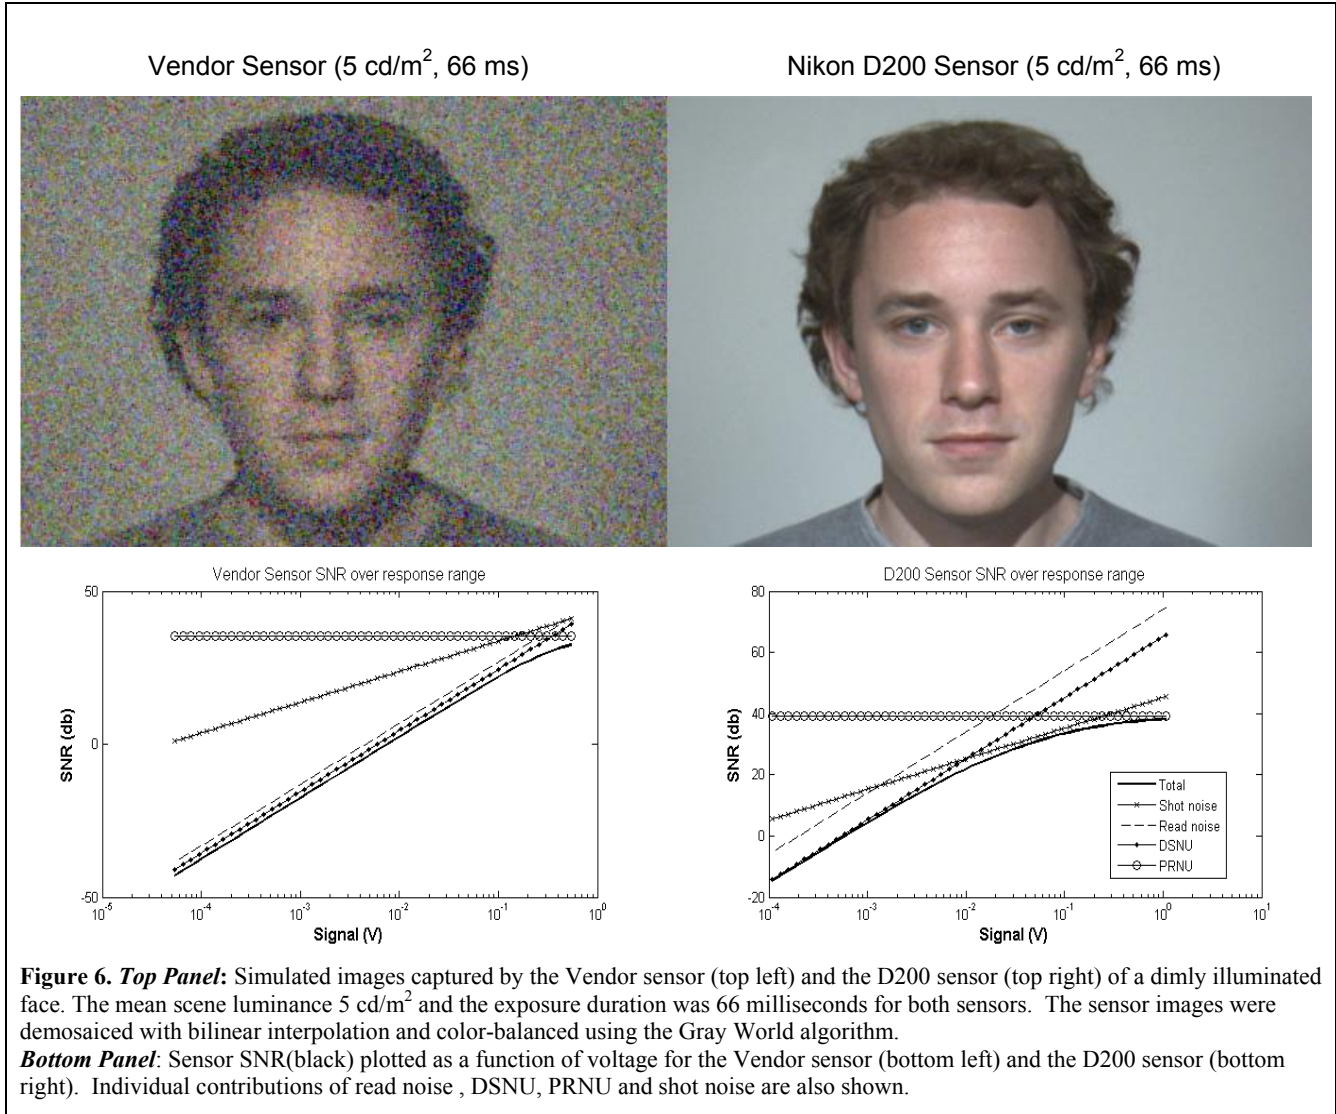 Vendor Sensor (5 cd/m², 66 ms)
Nikon D200 Sensor (5 cd/m², 66 ms)
Vendor Sensor SNR over response range
50
0
-50
SNR (db)
10⁻⁵ 10⁻⁴ 10⁻³ 10⁻² 10⁻¹ 10⁰
Signal (V)
D200 Sensor SNR over response range
80
60
40
20
0
-20
SNR (db)
Total
Shot noise
Read noise
DSNU
PRNU
10⁻⁴ 10⁻³ 10⁻² 10⁻¹ 10⁰ 10¹
Signal (V)
Figure 6. Top Panel: Simulated images captured by the Vendor sensor (top left) and the D200 sensor (top right) of a dimly illuminated
face. The mean scene luminance 5 cd/m² and the exposure duration was 66 milliseconds for both sensors. The sensor images were
demosaiced with bilinear interpolation and color-balanced using the Gray World algorithm.
Bottom Panel: Sensor SNR(black) plotted as a function of voltage for the Vendor sensor (bottom left) and the D200 sensor (bottom
right). Individual contributions of read noise , DSNU, PRNU and shot noise are also shown.